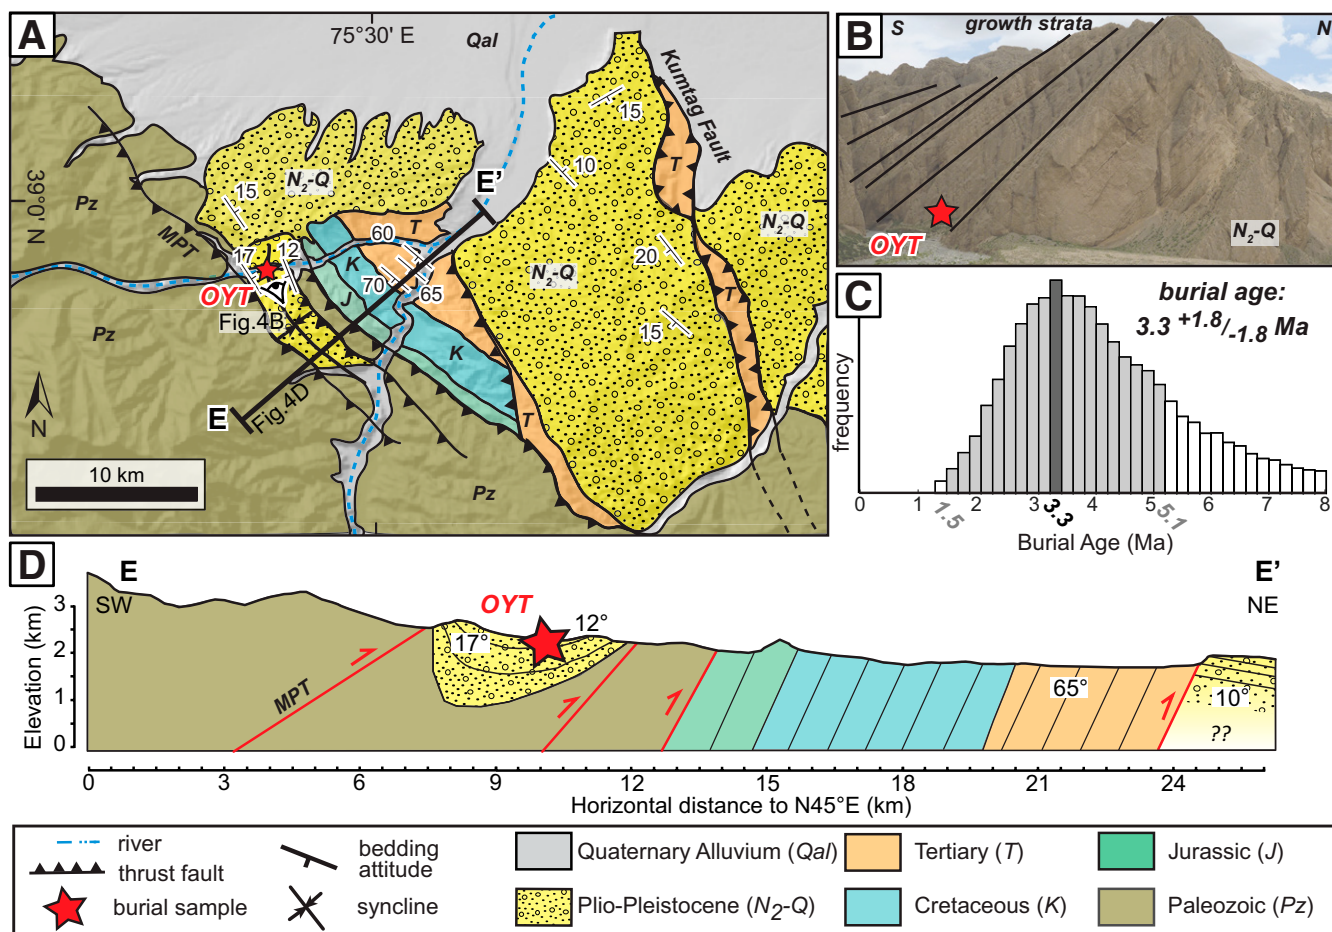 A
75°30' E
Qal
39°0' N
Pz
MPT
15
N2-Q
17
12
OYT
Fig.4B
K
J
T
60
70
65
E'
E
Fig.4D
K
T
Pz
Pz
N
10 km
15
10
N2-Q
20
15
Kumtag Fault
T
T
N2-Q
B
S
growth strata
N
OYT
N2-Q
C
burial age:
3.3 +1.8/-1.8 Ma
frequency
0 1 2 3 4 5 6 7 8
1.5 3.3 5.1
Burial Age (Ma)
D
E
SW
E'
NE
OYT
17°
12°
65°
10°
??
MPT
Elevation (km)
3
2
1
0
0 3 6 9 12 15 18 21 24
Horizontal distance to N45°E (km)
river
thrust fault
burial sample
bedding
attitude
syncline
Quaternary Alluvium (Qal)
Plio-Pleistocene (N2-Q)
Tertiary (T)
Cretaceous (K)
Jurassic (J)
Paleozoic (Pz)